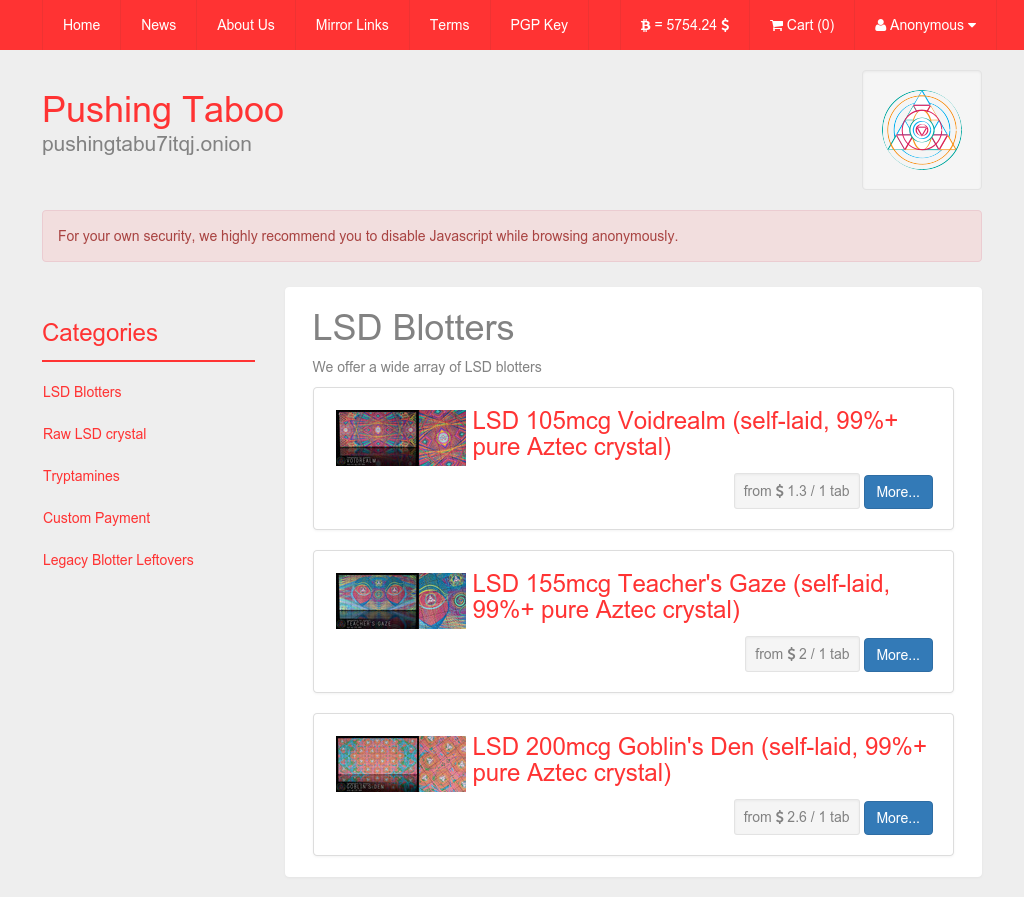 Home News About Us Mirror Links Terms PGP Key ₿ = 5754.24 $ Cart (0) Anonymous
Pushing Taboo
pushingtabu7itqj.onion
For your own security, we highly recommend you to disable Javascript while browsing anonymously.
Categories
LSD Blotters
Raw LSD crystal
Tryptamines
Custom Payment
Legacy Blotter Leftovers
LSD Blotters
We offer a wide array of LSD blotters
VOIDREALM
LSD 105mcg Voidrealm (self-laid, 99%+
pure Aztec crystal)
from $ 1.3 / 1 tab More...
TEACHER'S GAZE
LSD 155mcg Teacher's Gaze (self-laid,
99%+ pure Aztec crystal)
from $ 2 / 1 tab More...
GOBLIN'S DEN
LSD 200mcg Goblin's Den (self-laid, 99%+
pure Aztec crystal)
from $ 2.6 / 1 tab More...